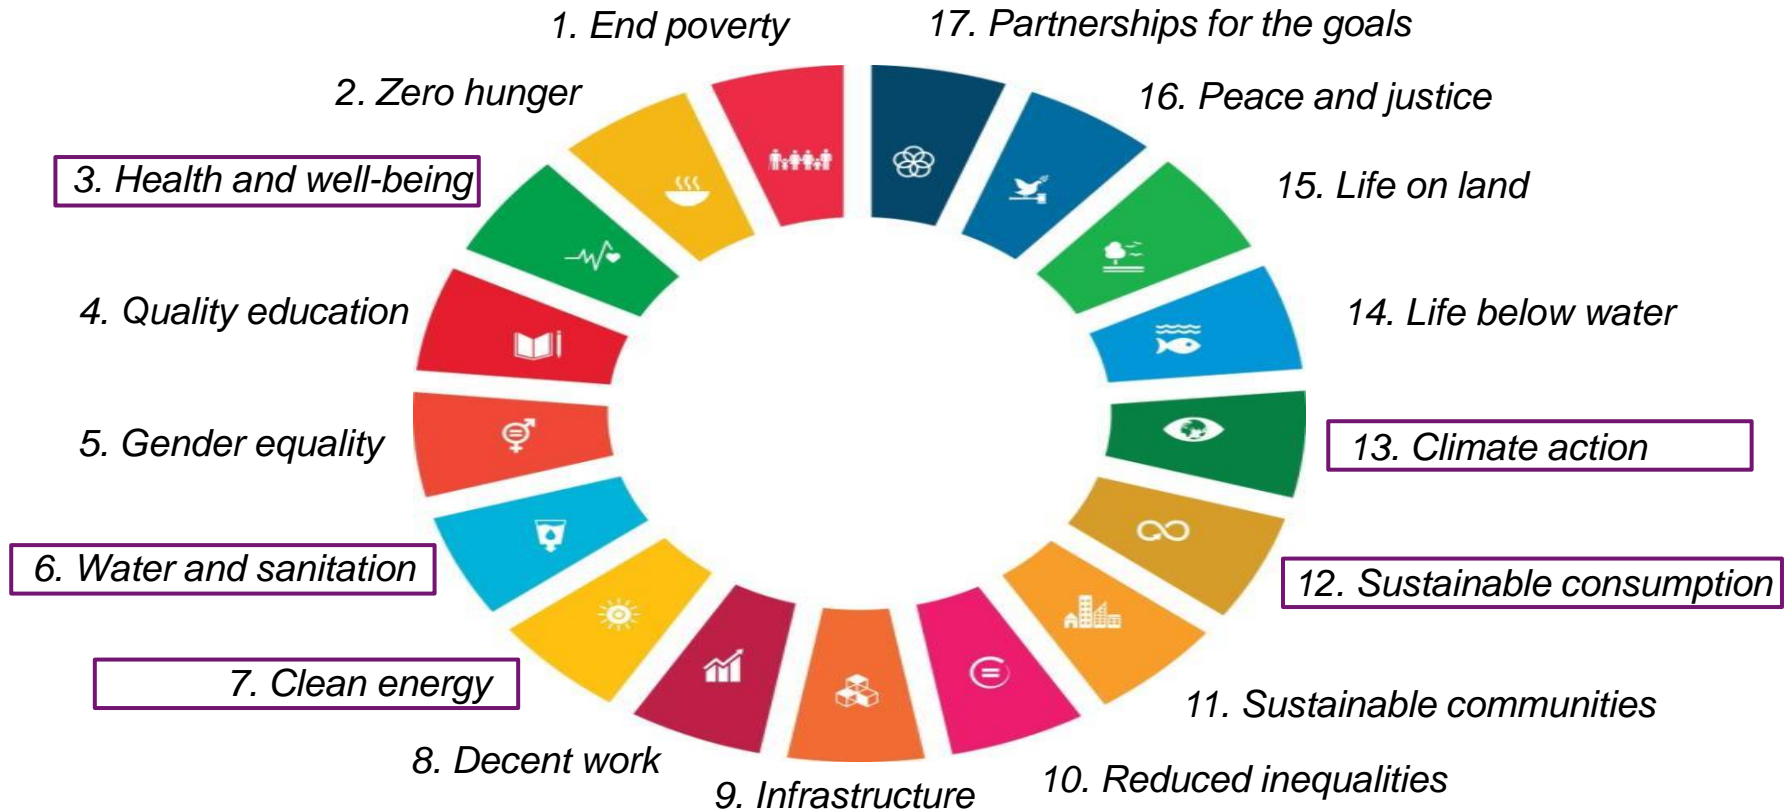 1. End poverty
2. Zero hunger
3. Health and well-being
4. Quality education
5. Gender equality
6. Water and sanitation
7. Clean energy
8. Decent work
9. Infrastructure
10. Reduced inequalities
11. Sustainable communities
12. Sustainable consumption
13. Climate action
14. Life below water
15. Life on land
16. Peace and justice
17. Partnerships for the goals